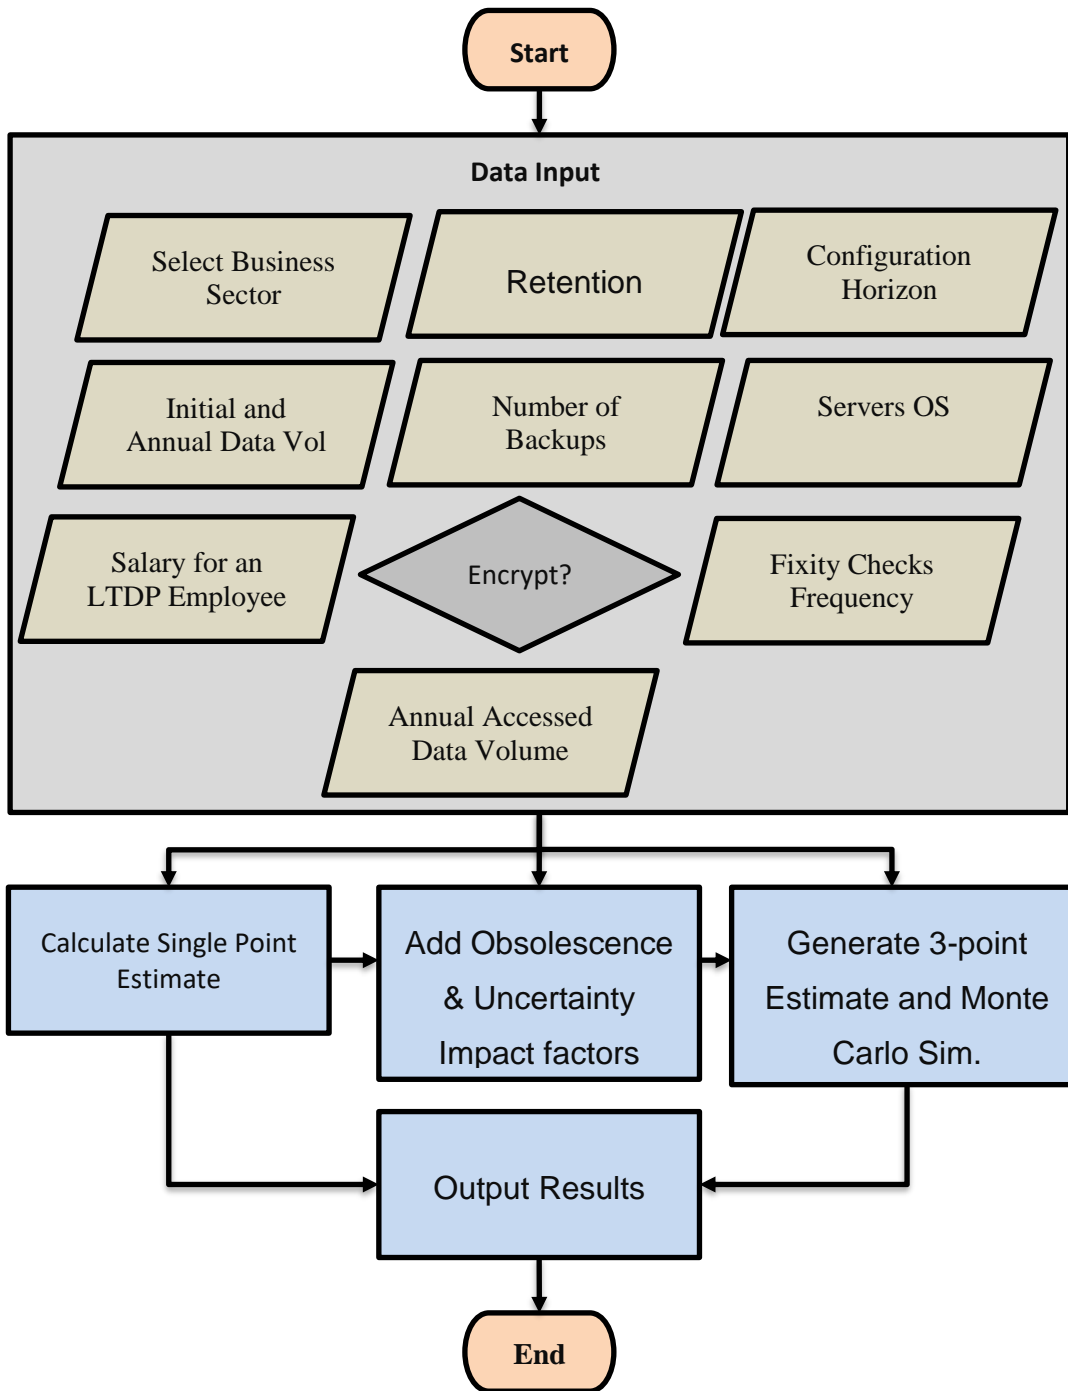 Start
Data Input
Select Business
Sector
Retention
Configuration
Horizon
Initial and
Annual Data Vol
Number of
Backups
Servers OS
Salary for an
LTDP Employee
Encrypt?
Fixity Checks
Frequency
Annual Accessed
Data Volume
Calculate Single Point
Estimate
Add Obsolescence
& Uncertainty
Impact factors
Generate 3-point
Estimate and Monte
Carlo Sim.
Output Results
End